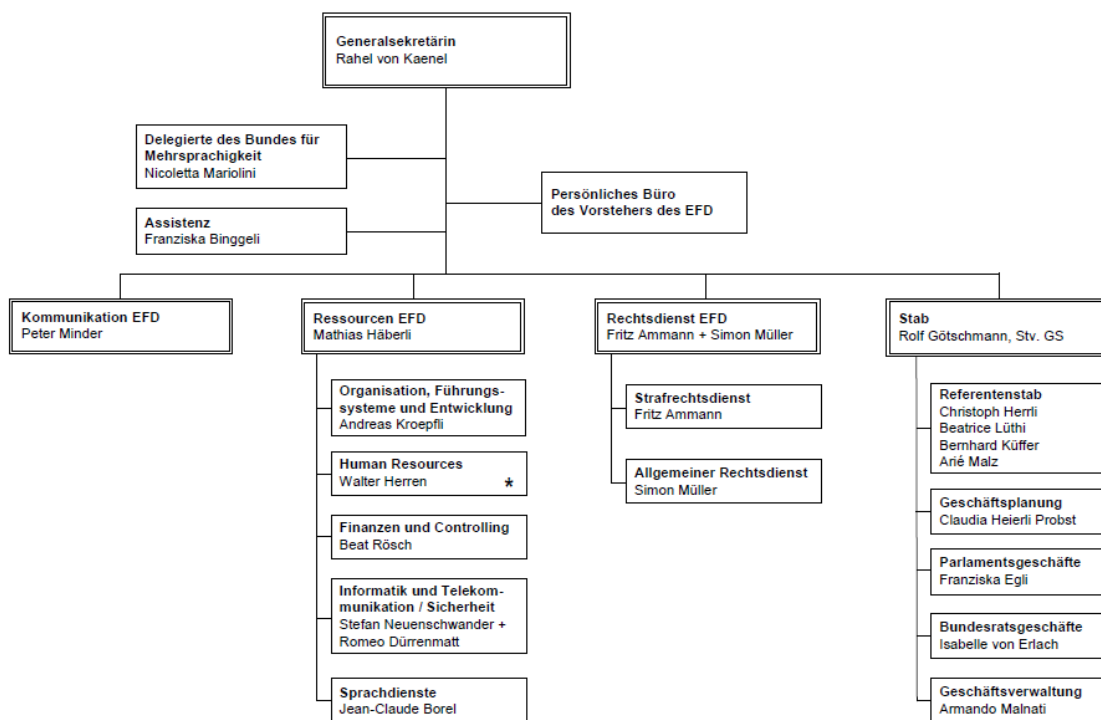 Generalsekretärin
Rahel von Kaenel
Delegierte des Bundes für
Mehrsprachigkeit
Nicoletta Mariolini
Persönliches Büro
des Vorstehers des EFD
Assistenz
Franziska Binggeli
Kommunikation EFD
Peter Minder
Ressourcen EFD
Mathias Häberli
Organisation, Führungs-
systeme und Entwicklung
Andreas Kroepfli
Human Resources
Walter Herren *
Finanzen und Controlling
Beat Rösch
Informatik und Telekom-
munikation / Sicherheit
Stefan Neuenschwander +
Romeo Dürrenmatt
Sprachdienste
Jean-Claude Borel
Rechtsdienst EFD
Fritz Ammann + Simon Müller
Strafrechtsdienst
Fritz Ammann
Allgemeiner Rechtsdienst
Simon Müller
Stab
Rolf Götschmann, Stv. GS
Referentenstab
Christoph Herrli
Beatrice Lüthi
Bernhard Küffer
Arié Malz
Geschäftsplanung
Claudia Heierli Probst
Parlamentsgeschäfte
Franziska Egli
Bundesratsgeschäfte
Isabelle von Erlach
Geschäftsverwaltung
Armando Malnati